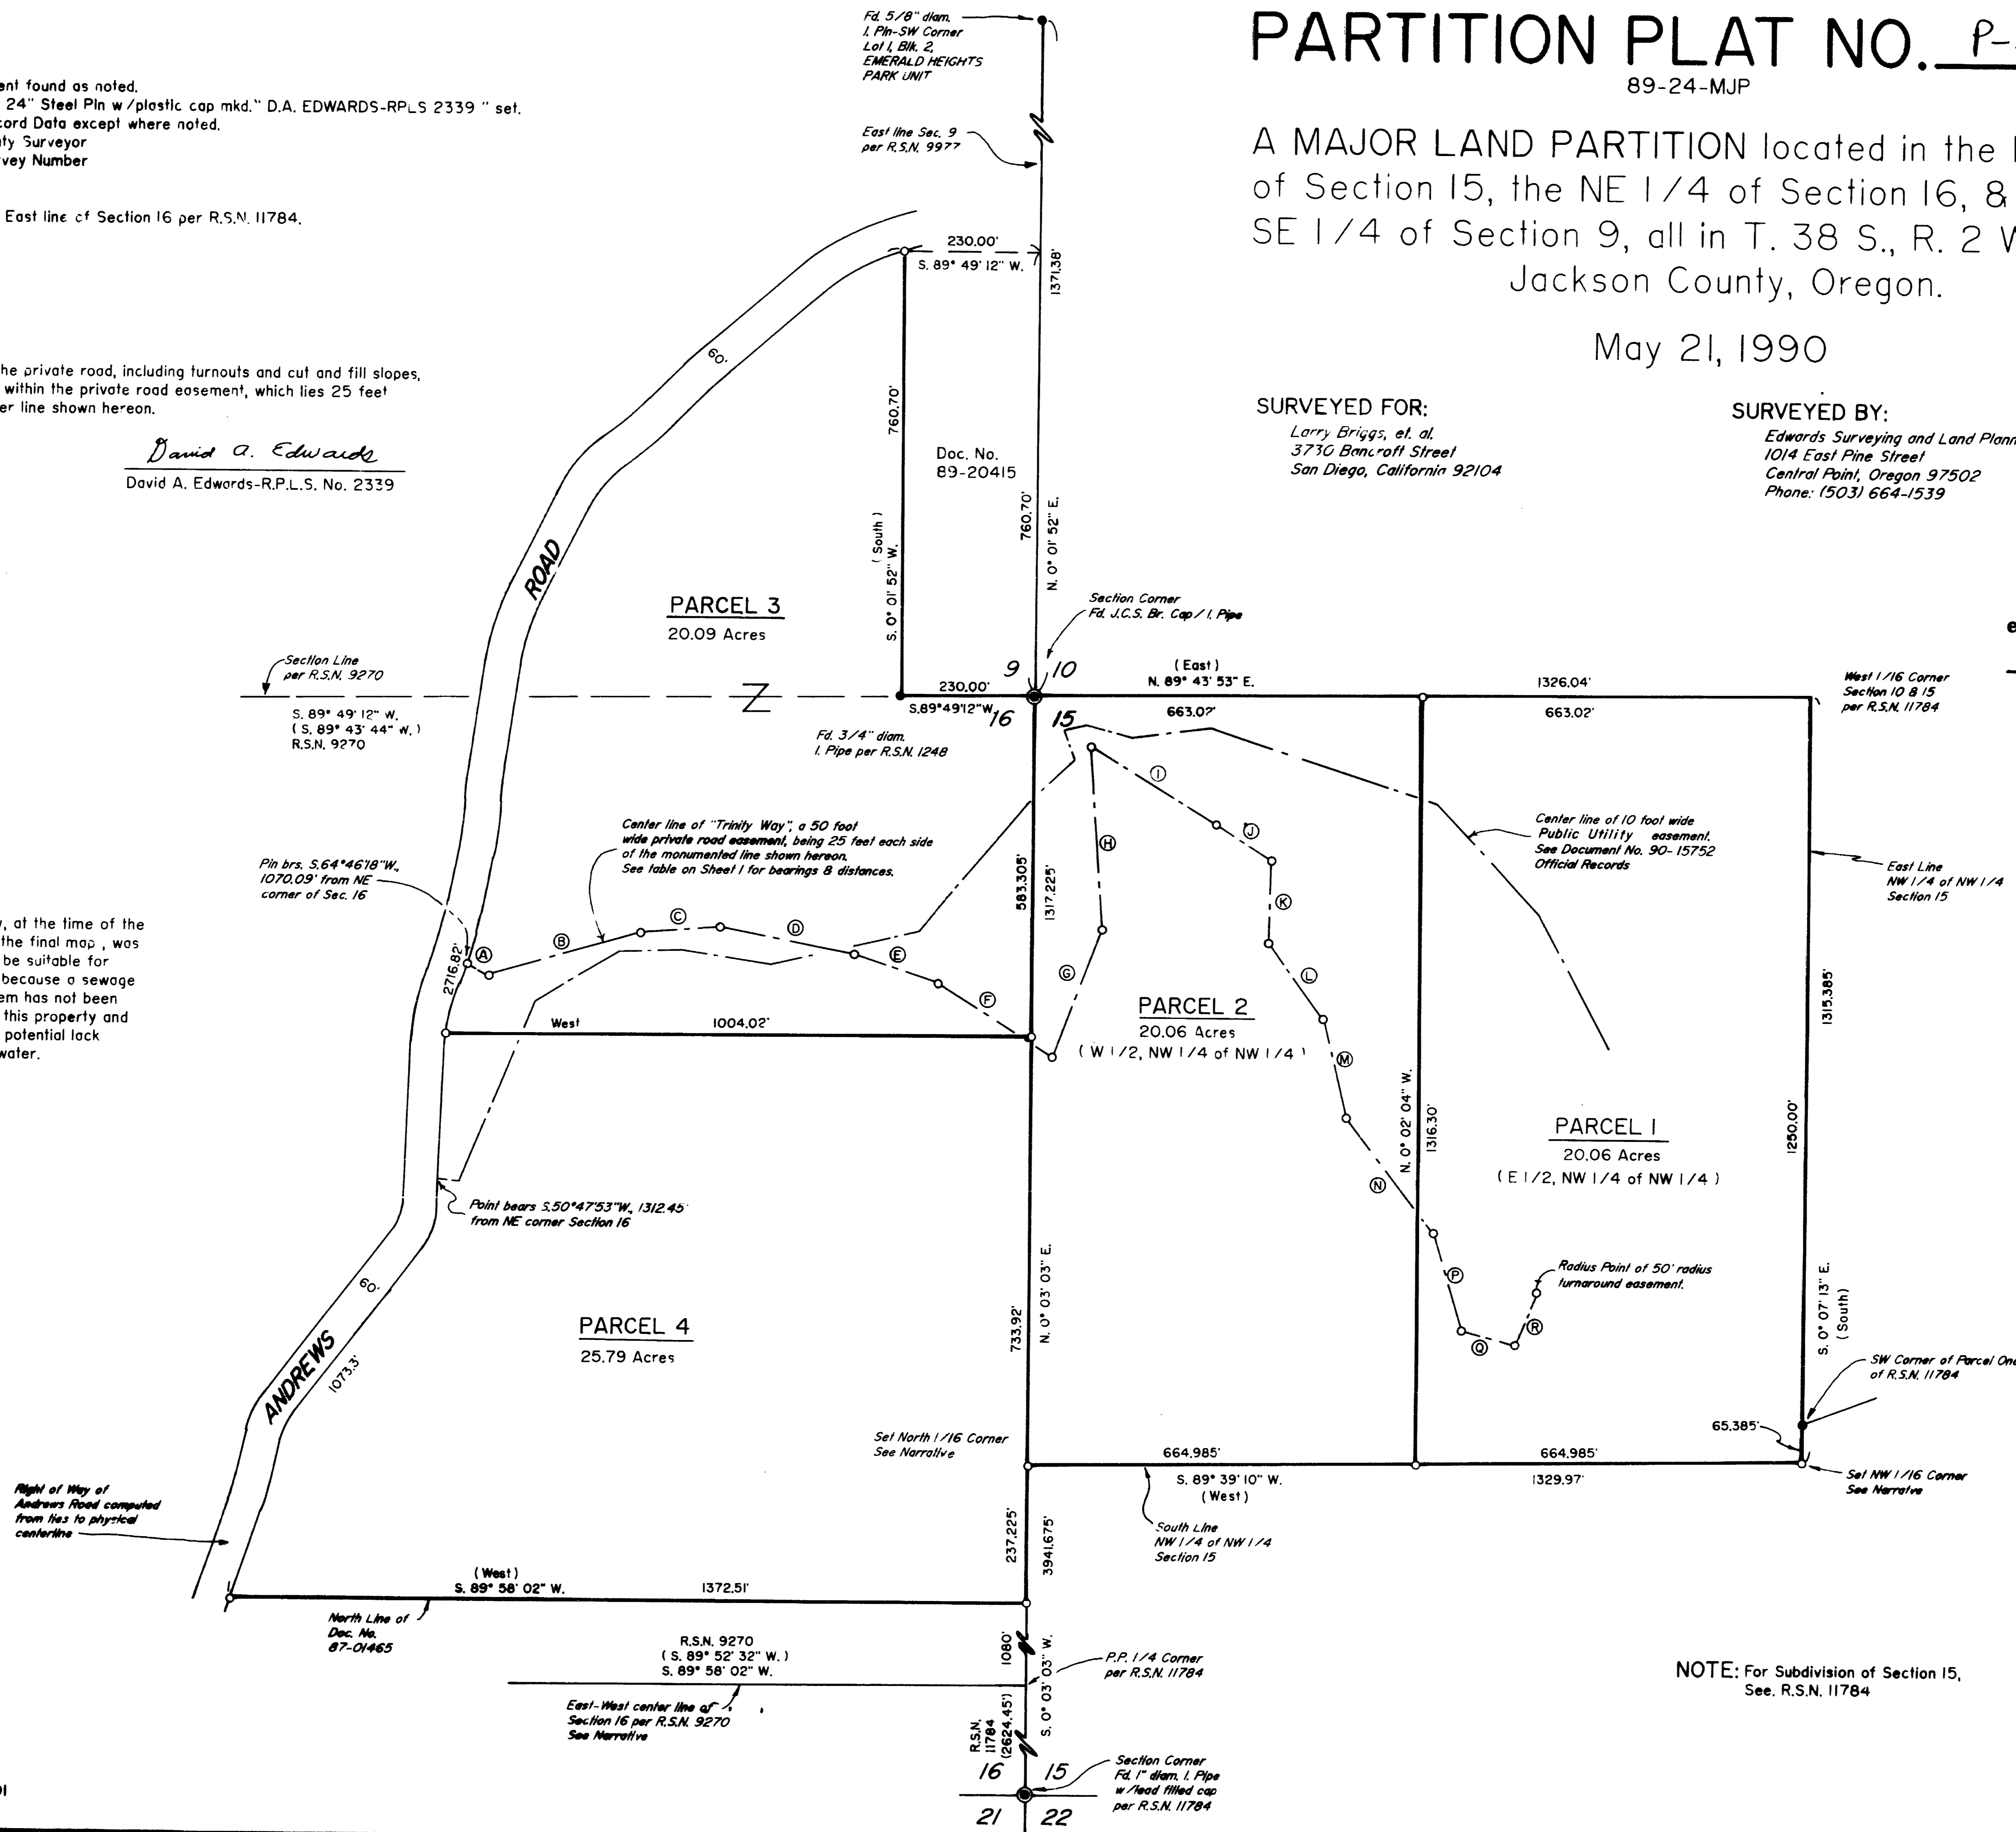 PARTITION PLAT NO. P-
89-24-MJP
A MAJOR LAND PARTITION located in the
of Section 15, the NE 1/4 of Section 16, &
SE 1/4 of Section 9, all in T. 38 S., R. 2
Jackson County, Oregon.
May 21, 1990
SURVEYED FOR:
Larry Briggs, et. al.
3730 Bancroft Street
San Diego, California 92104
SURVEYED BY:
Edwards Surveying and Land
1014 East Pine Street
Central Point, Oregon 97502
Phone: (503) 664-1539
ent found as noted.
24" Steel Pin w/plastic cap mkd." D.A. EDWARDS-RPLS 2339 " set.
cord Data except where noted.
ty Surveyor
vey Number
East line of Section 16 per R.S.N. 11784.
he private road, including turnouts and cut and fill slopes,
within the private road easement, which lies 25 feet
er line shown hereon.
David A. Edwards
David A. Edwards-R.P.L.S. No. 2339
Fd. 5/8" diam.
I. Pin-SW Corner
Lot 1, Blk. 2,
EMERALD HEIGHTS
PARK UNIT
East line Sec. 9
per R.S.N. 9977
230.00'
S. 89° 49' 12" W.
1371.38'
60'
760.70'
Doc. No.
89-20415
(South)
S. 0° 01' 52" W.
760.70'
N. 0° 01' 52" E.
ROAD
PARCEL 3
20.09 Acres
Section Corner
Fd. J.C.S. Br. Cap / I. Pipe
Section Line
per R.S.N. 9270
S. 89° 49' 12" W.
( S. 89° 43' 44" W. )
R.S.N. 9270
Z
230.00'
S.89°49'12"W.
9 10
16 15
(East)
N. 89° 43' 53" E.
1326.04'
663.02'
663.02'
West 1/16 Corner
Section 10 & 15
per R.S.N. 11784
Fd. 3/4" diam.
I. Pipe per R.S.N. 1248
Center line of "Trinity Way", a 50 foot
wide private road easement, being 25 feet each side
of the monumented line shown hereon.
See table on Sheet 1 for bearings & distances.
Pin brs. S.64°46'18"W.,
1070.09' from NE
corner of Sec. 16
Center line of 10 foot wide
Public Utility easement.
See Document No. 90-15752
Official Records
East Line
NW 1/4 of NW 1/4
Section 15
583.305'
1317.225'
A
B
C
D
E
F
G
H
I
J
K
L
M
N
P
Q
R
2716.82'
, at the time of the
the final map , was
be suitable for
because a sewage
em has not been
this property and
potential lack
water.
West 1004.02'
PARCEL 2
20.06 Acres
( W 1/2, NW 1/4 of NW 1/4 )
N. 0° 02' 04" W.
1316.30'
1315.385'
1250.00'
PARCEL 1
20.06 Acres
( E 1/2, NW 1/4 of NW 1/4 )
Point bears S.50°47'53"W., 1312.45'
from NE corner Section 16
Radius Point of 50' radius
turnaround easement.
60'
ANDREWS
1073.3'
PARCEL 4
25.79 Acres
733.92'
N. 0° 03' 03" E.
S. 0° 07' 13" E.
(South)
SW Corner of Parcel One
of R.S.N. 11784
65.385'
Set North 1/16 Corner
See Narrative
664.985'
664.985'
S. 89° 39' 10" W.
(West)
1329.97'
Set NW 1/16 Corner
See Narratve
Right of Way of
Andrews Road computed
from ties to physical
centerline
South Line
NW 1/4 of NW 1/4
Section 15
237.225'
3941.675'
(West)
S. 89° 58' 02" W.
1372.51'
North Line of
Doc. No.
87-01465
R.S.N. 9270
( S. 89° 52' 32" W. )
S. 89° 58' 02" W.
1080'
S. 0° 03' 03" W.
P.P. 1/4 Corner
per R.S.N. 11784
East-West center line of
Section 16 per R.S.N. 9270
See Narrative
R.S.N.
11784
(2624.45')
NOTE: For Subdivision of Section 15,
See. R.S.N. 11784
16 15
21 22
Section Corner
Fd. 1" diam. I. Pipe
w/lead filled cap
per R.S.N. 11784